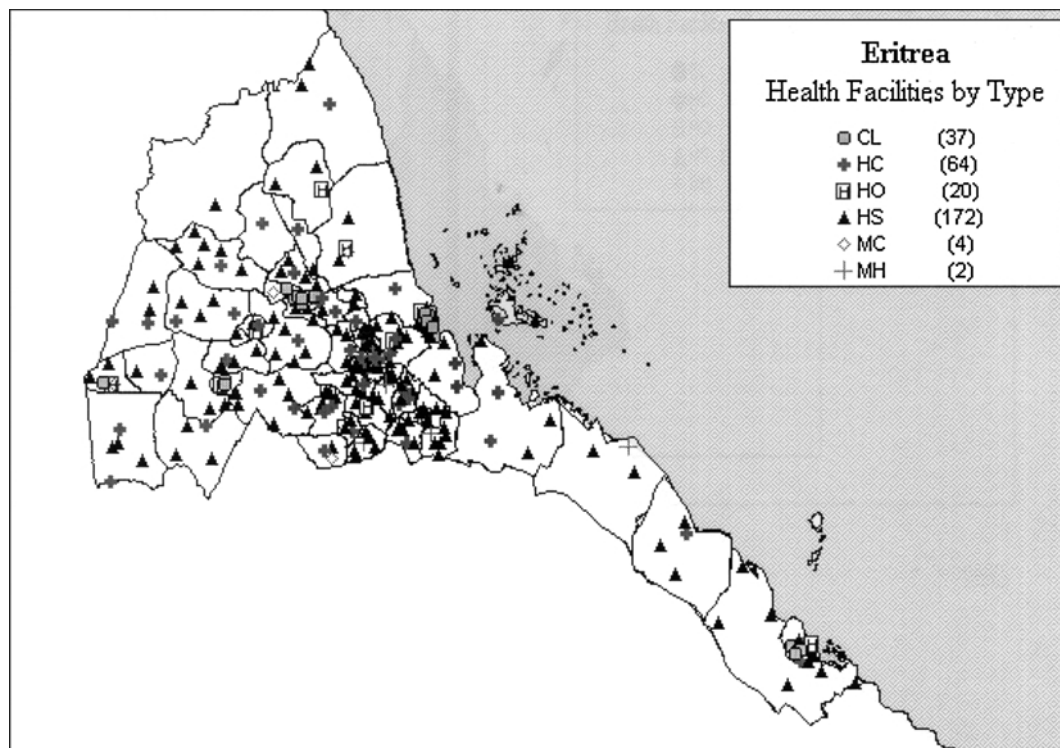 Eritrea
Health Facilities by Type
CL (37)
HC (64)
HO (20)
HS (172)
MC (4)
MH (2)